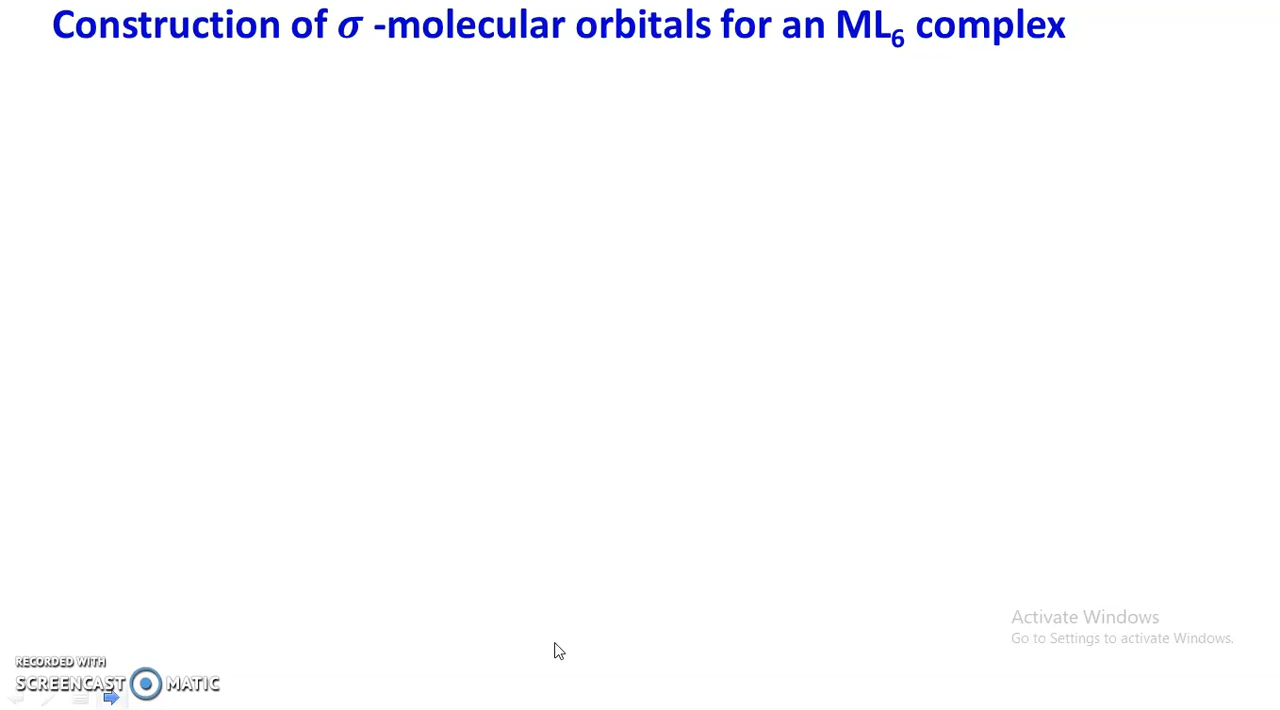 Construction of σ -molecular orbitals for an ML₆ complex
Activate Windows
Go to Settings to activate Windows.
RECORDED WITH
SCREENCAST MATIC